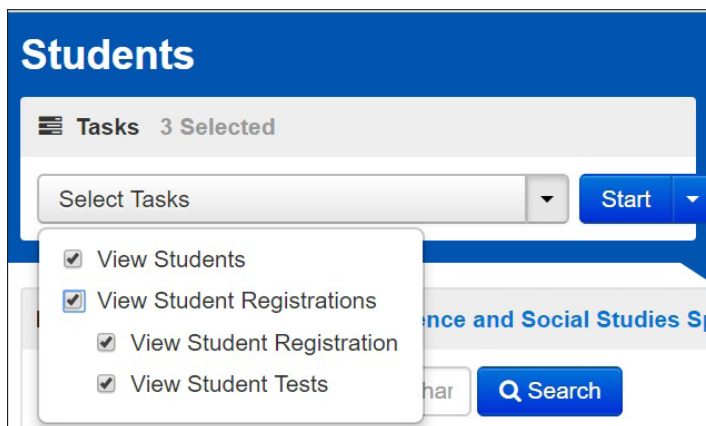 Students
Tasks 3 Selected
Select Tasks
Start
View Students
View Student Registrations
ence and Social Studies
View Student Registration
View Student Tests
Search